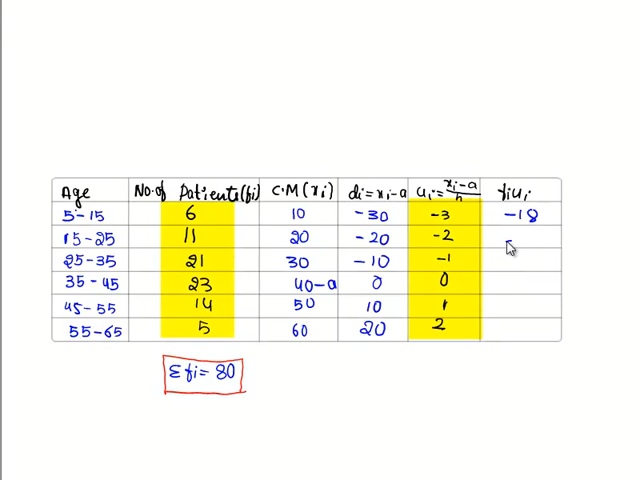 Age No. of Patients (fi) C.M (xi) di = xi - a ui = xi - a / h fiui
5-15 6 10 -30 -3 -18
15-25 11 20 -20 -2
25-35 21 30 -10 -1
35-45 23 40-a 0 0
45-55 14 50 10 1
55-65 5 60 20 2
Σfi = 80